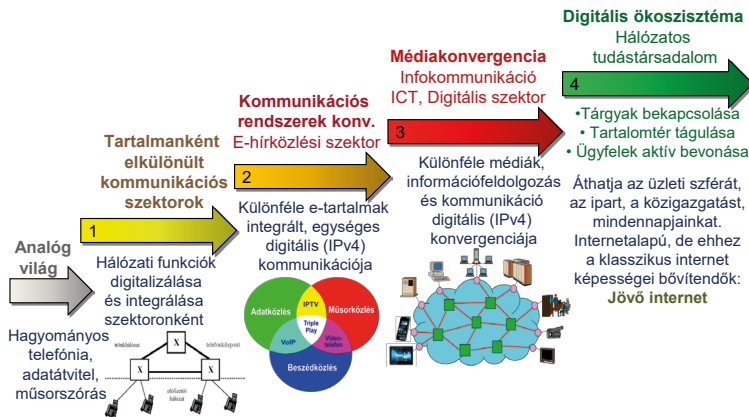 Analóg
világ
Hagyományos
telefónia,
adatátvitel,
műsorszórás
Tartalmanként
elkülönült
kommunikációs
szektorok
1
Hálózati funkciók
digitalizálása
és integrálása
szektoronként
X
X
X
Kommunikációs
rendszerek konv.
E-hírközlési szektor
2
Különféle e-tartalmak
integrált, egységes
digitális (IPv4)
kommunikációja
Adatközlés
IPTV
Műsorközlés
Triple
Play
VoIP
Video-
telefon
Beszédközlés
Médiakonvergencia
Infokommunikáció
ICT, Digitális szektor
3
Különféle médiák,
információfeldolgozás
és kommunikáció
digitális (IPv4)
konvergenciája
Digitális ökoszisztéma
Hálózatos
tudástársadalom
4
•Tárgyak bekapcsolása
• Tartalomtér tágulása
• Ügyfelek aktív bevonása
Áthatja az üzleti szférát,
az ipart, a közigazgatást,
mindennapjainkat.
Internetalapú, de ehhez
a klasszikus internet
képességei bővítendők:
Jövő internet